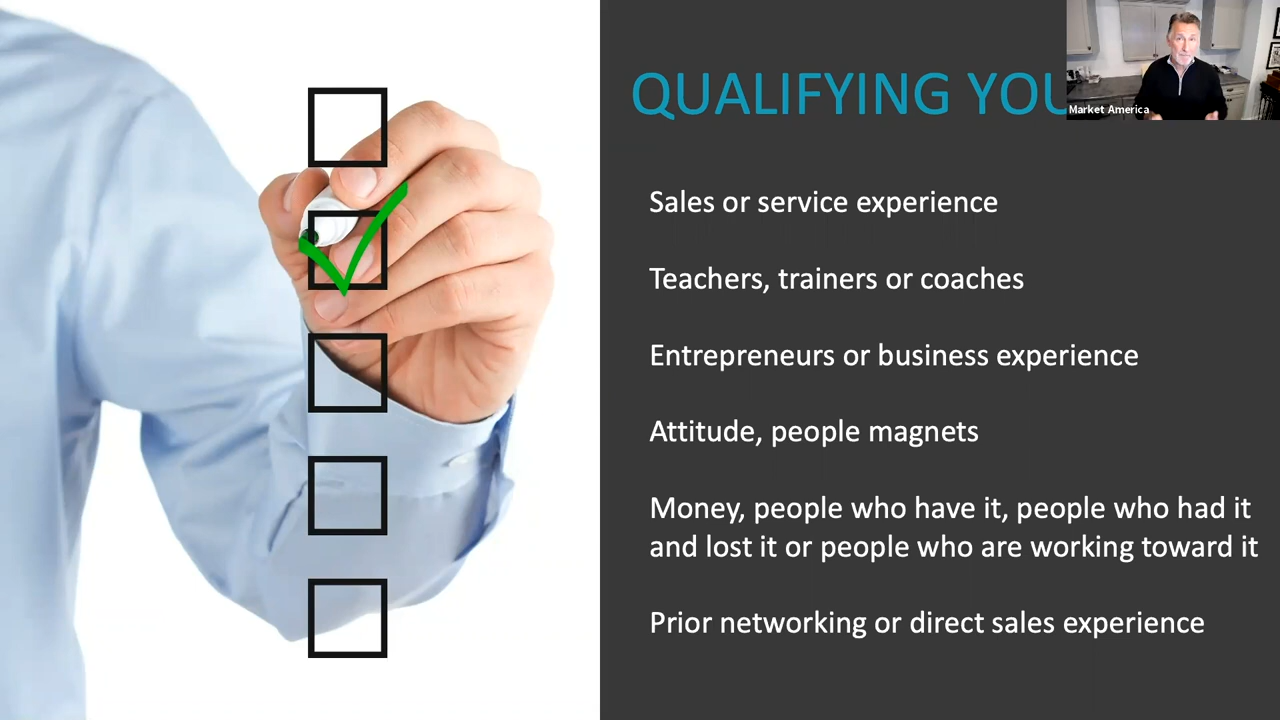 QUALIFYING YOU
Market America
Sales or service experience
Teachers, trainers or coaches
Entrepreneurs or business experience
Attitude, people magnets
Money, people who have it, people who had it
and lost it or people who are working toward it
Prior networking or direct sales experience